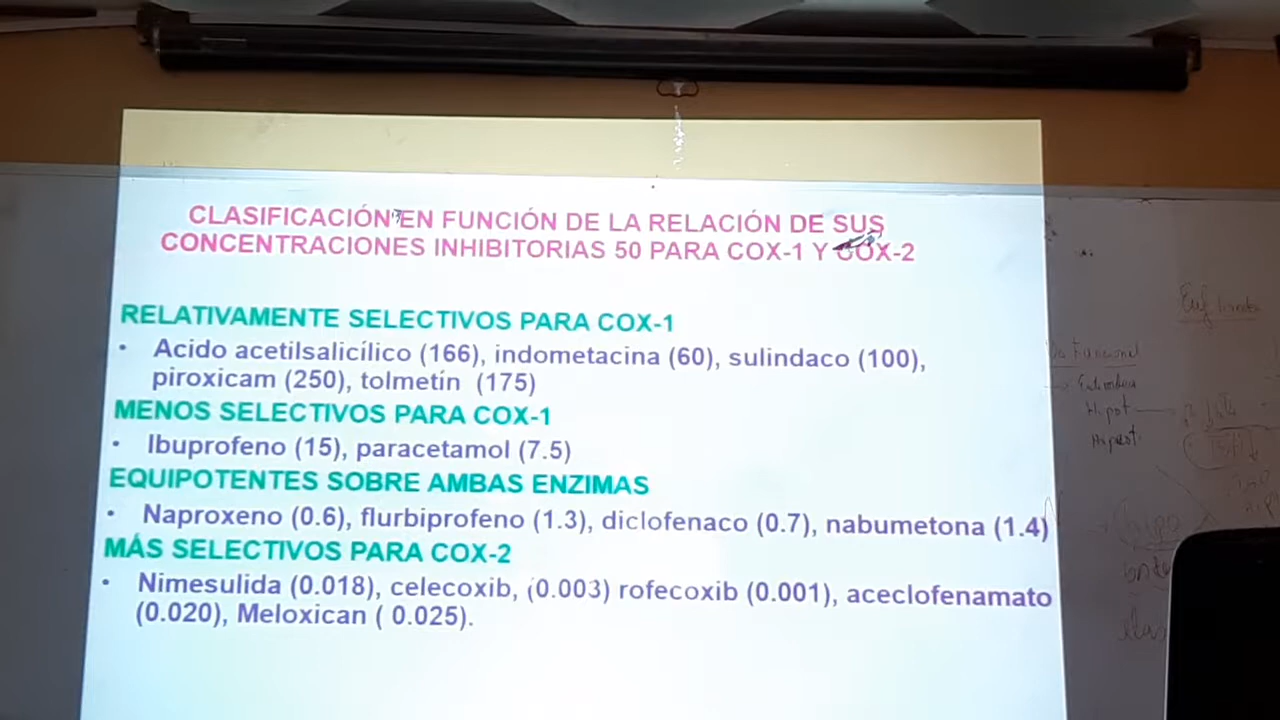 CLASIFICACIÓN EN FUNCIÓN DE LA RELACIÓN DE SUS
CONCENTRACIONES INHIBITORIAS 50 PARA COX-1 Y COX-2
RELATIVAMENTE SELECTIVOS PARA COX-1
• Acido acetilsalicílico (166), indometacina (60), sulindaco (100),
piroxicam (250), tolmetín (175)
MENOS SELECTIVOS PARA COX-1
• Ibuprofeno (15), paracetamol (7.5)
EQUIPOTENTES SOBRE AMBAS ENZIMAS
• Naproxeno (0.6), flurbiprofeno (1.3), diclofenaco (0.7), nabumetona (1.4)
MÁS SELECTIVOS PARA COX-2
• Nimesulida (0.018), celecoxib, (0.003) rofecoxib (0.001), aceclofenamato
(0.020), Meloxican ( 0.025).
Funcional
Hipot
hipo